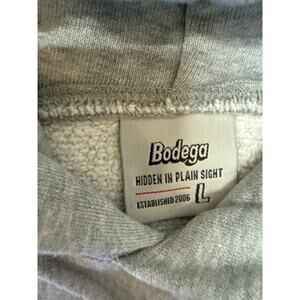 Bodega
HIDDEN IN PLAIN SIGHT
ESTABLISHED 2006 L